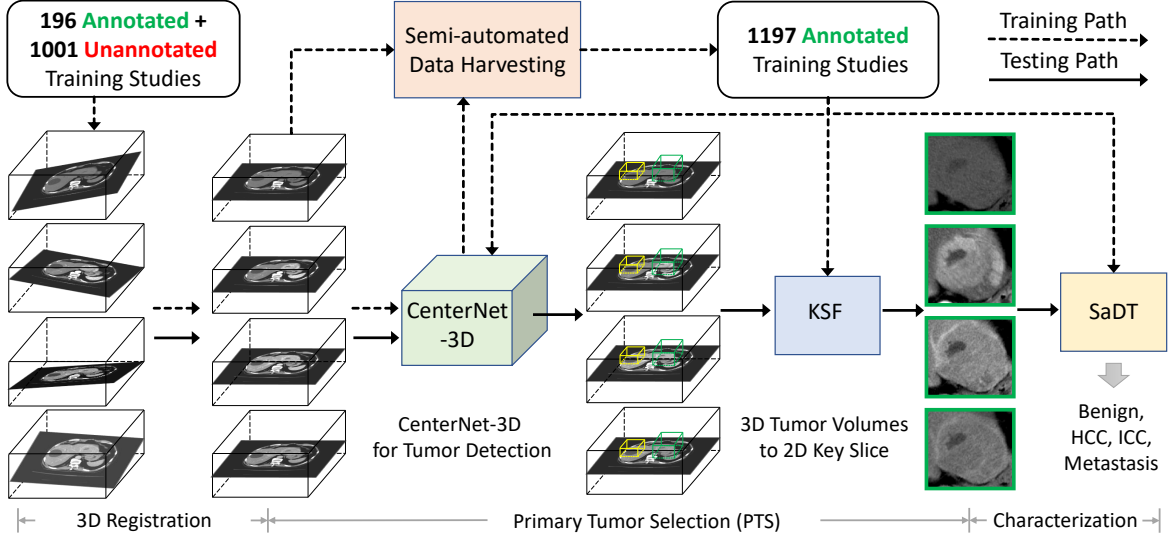 196 Annotated +
1001 Unannotated
Training Studies
Semi-automated
Data Harvesting
1197 Annotated
Training Studies
Training Path
Testing Path
CenterNet
-3D
KSF
SaDT
CenterNet-3D
for Tumor Detection
3D Tumor Volumes
to 2D Key Slice
Benign,
HCC, ICC,
Metastasis
3D Registration
Primary Tumor Selection (PTS)
Characterization